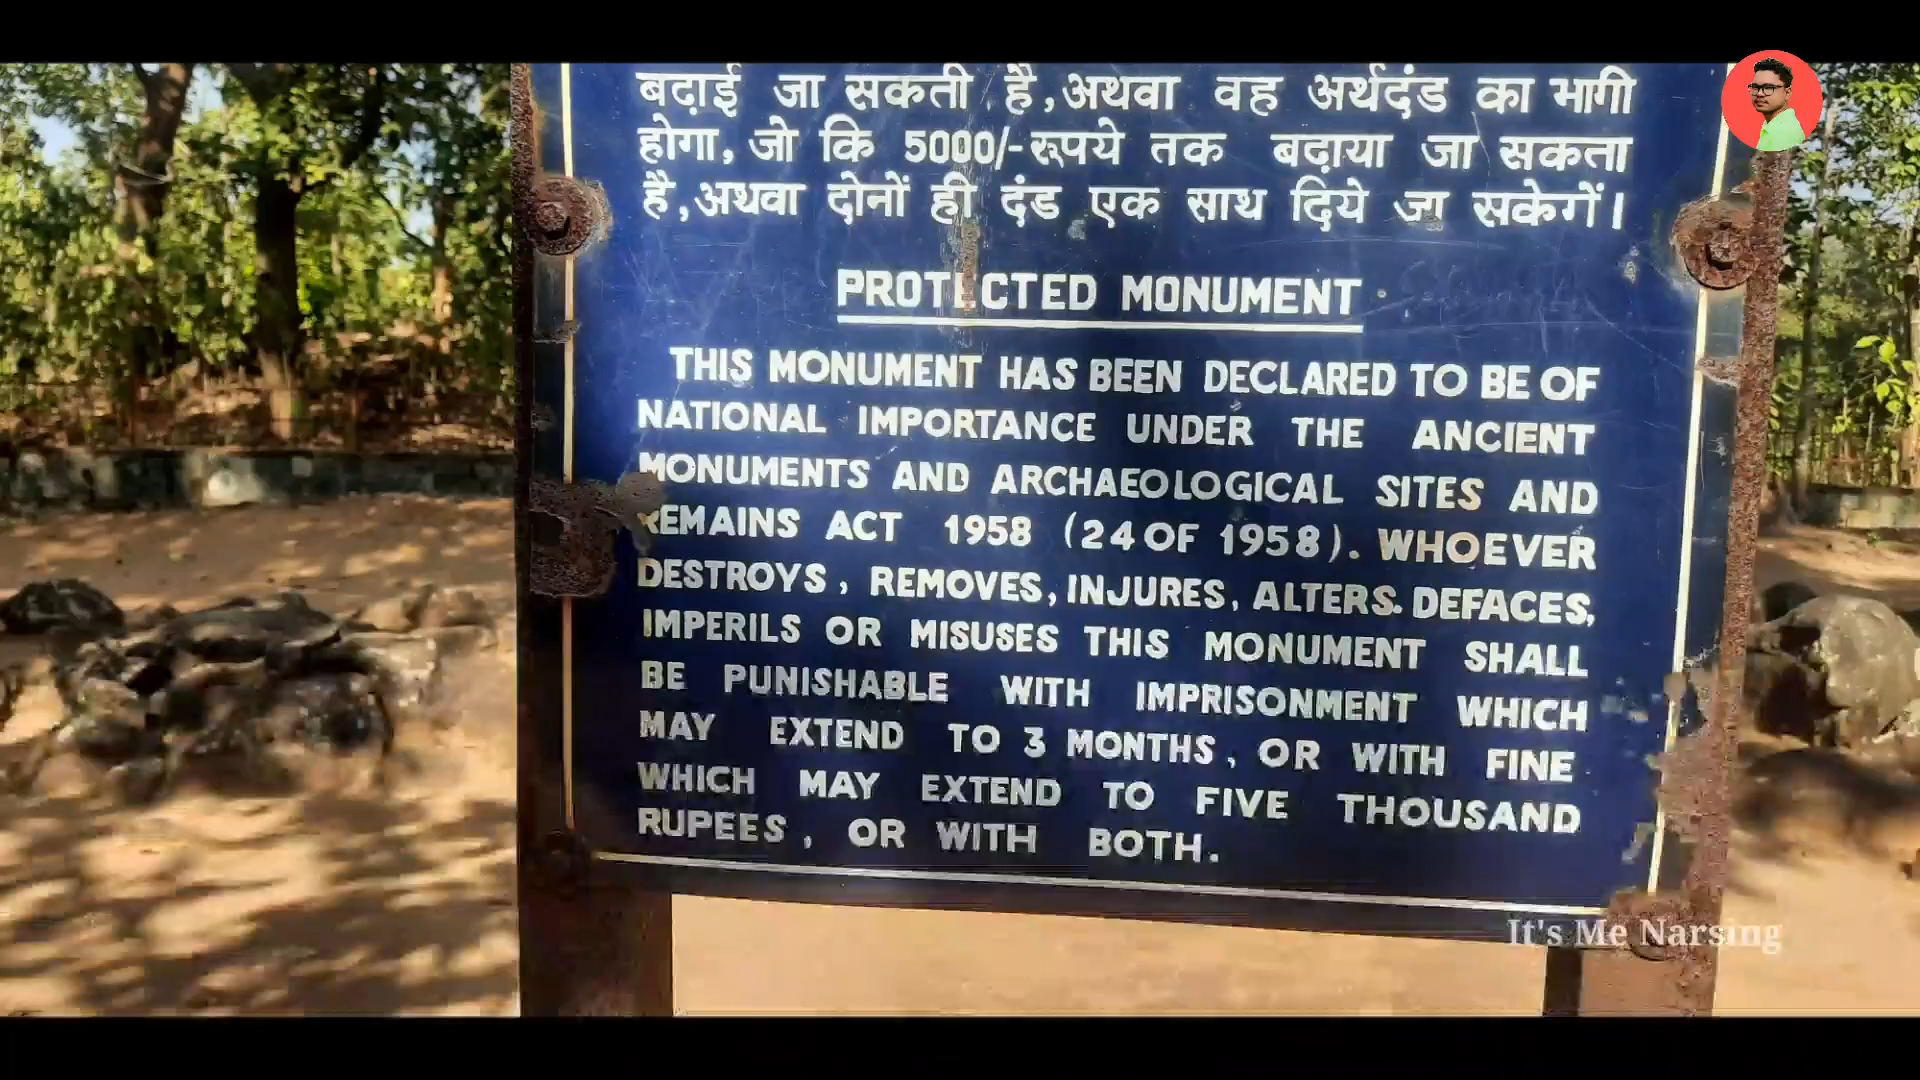 बढ़ाई जा सकती है,अथवा वह अर्थदंड का भागी
होगा, जो कि 5000/-रूपये तक बढ़ाया जा सकता
है,अथवा दोनों ही दंड एक साथ दिये जा सकेगें।
PROTECTED MONUMENT
THIS MONUMENT HAS BEEN DECLARED TO BE OF
NATIONAL IMPORTANCE UNDER THE ANCIENT
MONUMENTS AND ARCHAEOLOGICAL SITES AND
REMAINS ACT 1958 (24 OF 1958). WHOEVER
DESTROYS, REMOVES, INJURES, ALTERS. DEFACES,
IMPERILS OR MISUSES THIS MONUMENT SHALL
BE PUNISHABLE WITH IMPRISONMENT WHICH
MAY EXTEND TO 3 MONTHS, OR WITH FINE
WHICH MAY EXTEND TO FIVE THOUSAND
RUPEES, OR WITH BOTH.
It's Me Narsing